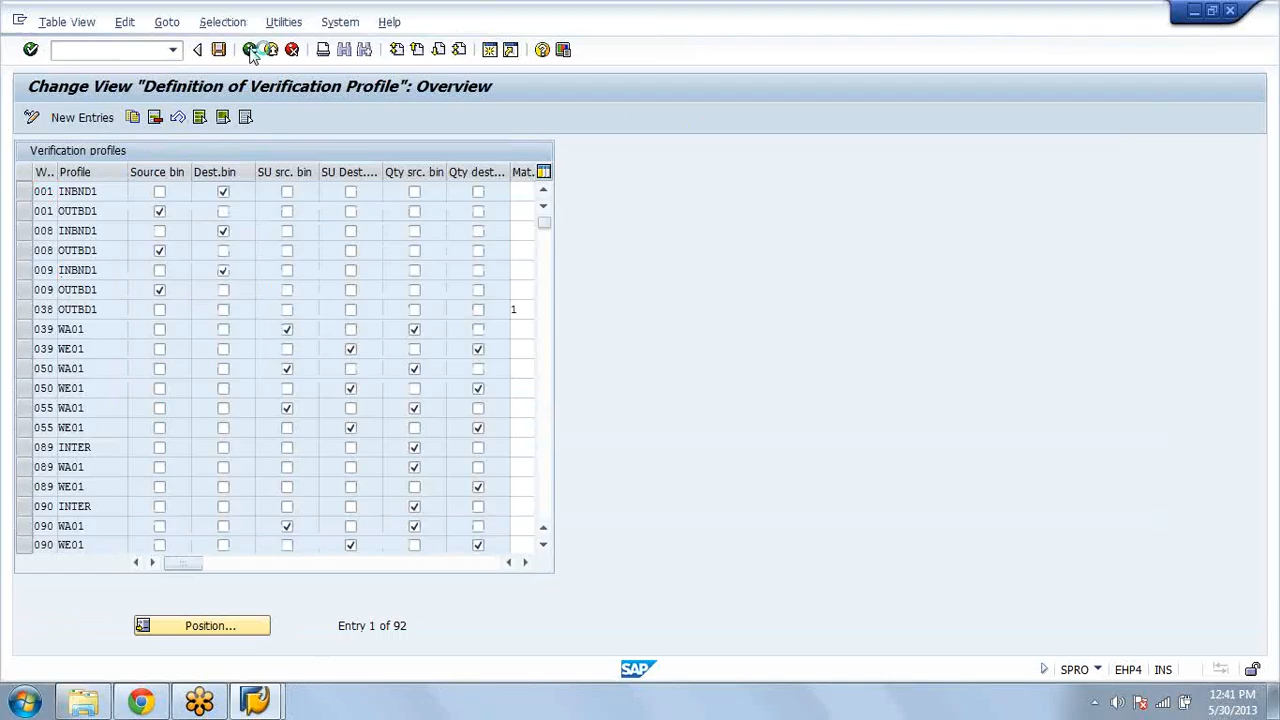 Table View Edit Goto Selection Utilities System Help
Change View "Definition of Verification Profile": Overview
New Entries
Verification profiles
W.. Profile Source bin Dest.bin SU src. bin SU Dest.... Qty src. bin Qty dest... Mat.
001 INBND1
001 OUTBD1
008 INBND1
008 OUTBD1
009 INBND1
009 OUTBD1
038 OUTBD1 1
039 WA01
039 WE01
050 WA01
050 WE01
055 WA01
055 WE01
089 INTER
089 WA01
089 WE01
090 INTER
090 WA01
090 WE01
Position... Entry 1 of 92
SAP
SPRO EHP4 INS
12:41 PM
5/30/2013